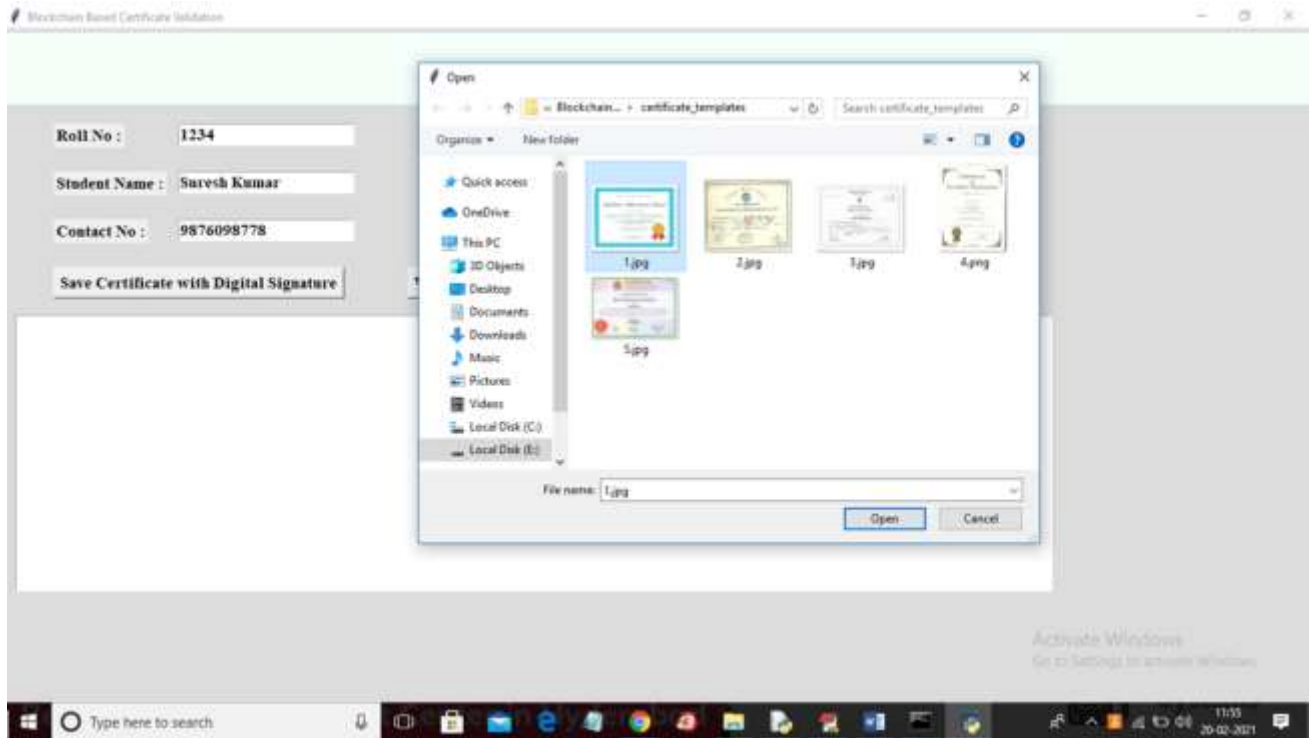 Blockchain Based Certificate Validation
Open
« Blockchain... › certificate_templates
Search certificate_templates
Organize
New folder
Roll No : 1234
Student Name : Suresh Kumar
Contact No : 9876098778
Save Certificate with Digital Signature
Quick access
OneDrive
This PC
3D Objects
Desktop
Documents
Downloads
Music
Pictures
Videos
Local Disk (C:)
Local Disk (E:)
1.jpg
2.jpg
3.jpg
4.png
5.jpg
File name: 1.jpg
Open
Cancel
Activate Windows
Go to Settings to activate Windows.
Type here to search
11:55
20-02-2021